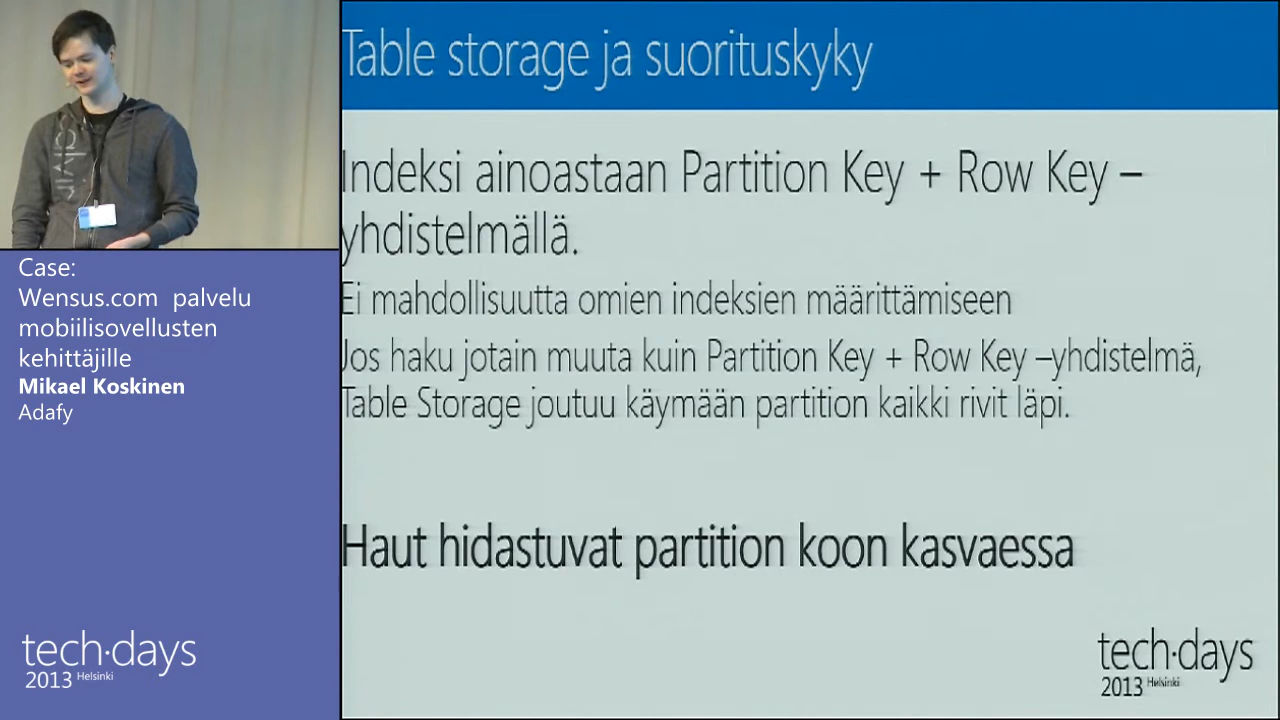 Table storage ja suorituskyky
Indeksi ainoastaan Partition Key + Row Key –
yhdistelmällä.
Ei mahdollisuutta omien indeksien määrittämiseen
Jos haku jotain muuta kuin Partition Key + Row Key –yhdistelmä,
Table Storage joutuu käymään partition kaikki rivit läpi.
Haut hidastuvat partition koon kasvaessa
tech·days
2013 Helsinki
Case:
Wensus.com palvelu
mobiilisovellusten
kehittäjille
Mikael Koskinen
Adafy
tech·days
2013 Helsinki